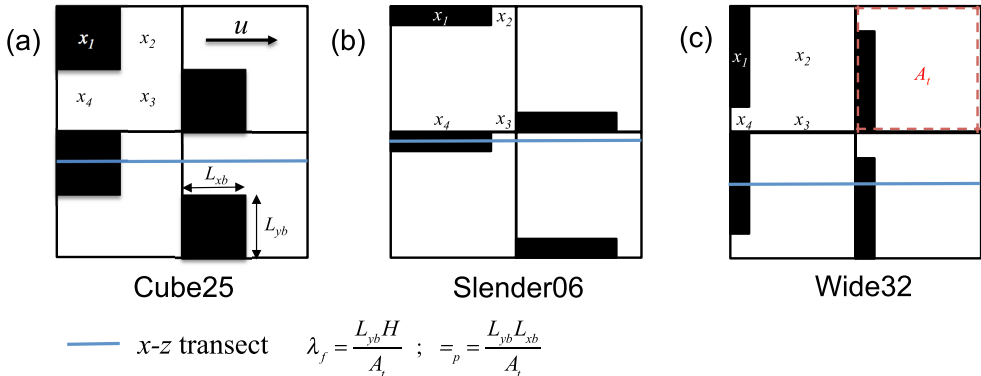 (a)
x1 x2 u
x4 x3
Lxb
Lyb
Cube25
(b)
x1 x2
x4 x3
Slender06
(c)
x1 x2 At
x4 x3
Wide32
x-z transect λf = LybH / At ; =p = LybLxb / At